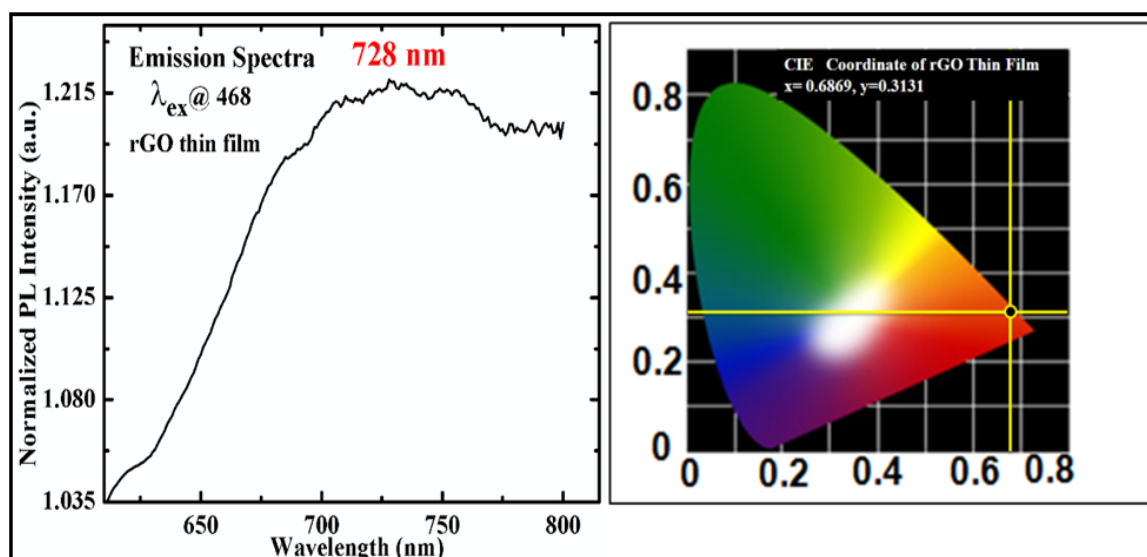 Emission Spectra
728 nm
λex@ 468
rGO thin film
Normalized PL Intensity (a.u.)
1.215
1.170
1.125
1.080
1.035
650
700
750
800
Wavelength (nm)
CIE Coordinate of rGO Thin Film
x= 0.6869, y=0.3131
0.8
0.6
0.4
0.2
0
0
0.2
0.4
0.6
0.8